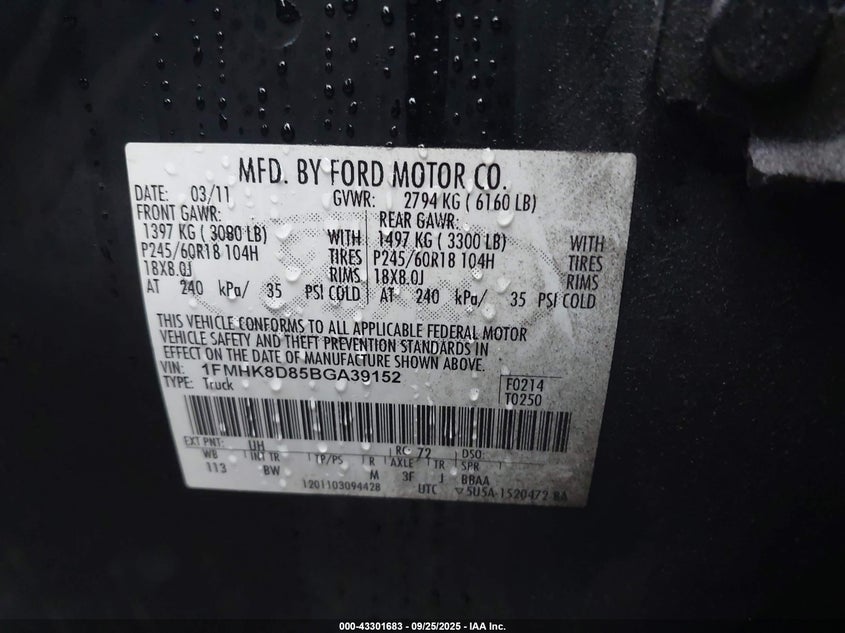 MFD. BY FORD MOTOR CO.
DATE: 03/11 GVWR: 2794 KG ( 6160 LB)
FRONT GAWR: REAR GAWR:
1397 KG ( 3080 LB) WITH 1497 KG ( 3300 LB) WITH
P245/60R18 104H TIRES P245/60R18 104H TIRES
18X8.0J RIMS 18X8.0J RIMS
AT 240 kPa/ 35 PSI COLD AT 240 kPa/ 35 PSI COLD
THIS VEHICLE CONFORMS TO ALL APPLICABLE FEDERAL MOTOR
VEHICLE SAFETY AND THEFT PREVENTION STANDARDS IN
EFFECT ON THE DATE OF MANUFACTURE SHOWN ABOVE.
VIN: 1FMHK8D85BGA39152 F0214
TYPE: Truck T0250
EXT PNT: UH RC: 72 DSO:
WB INT TR TP/PS R AXLE TR SPR
113 BW M 3F J BBAA
1201103094428 UTC ▽5U5A-1520472-BA
000-43301683 - 09/25/2025 - IAA Inc.